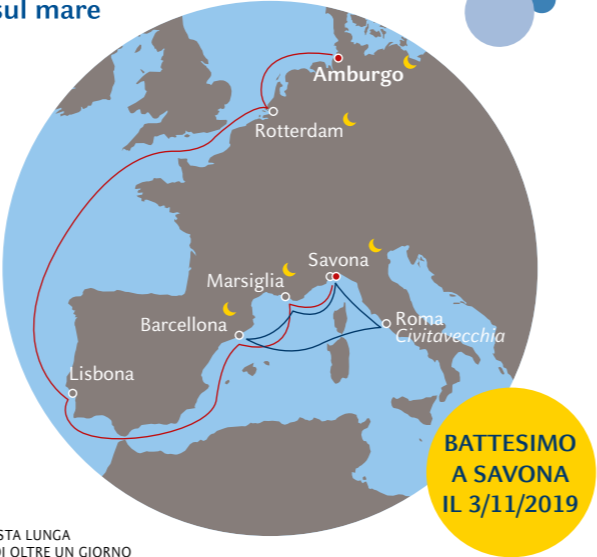 sul mare
Amburgo
Rotterdam
Savona
Marsiglia
Barcellona
Roma
Civitavecchia
Lisbona
BATTESIMO
A SAVONA
IL 3/11/2019
STA LUNGA
DI OLTRE UN GIORNO